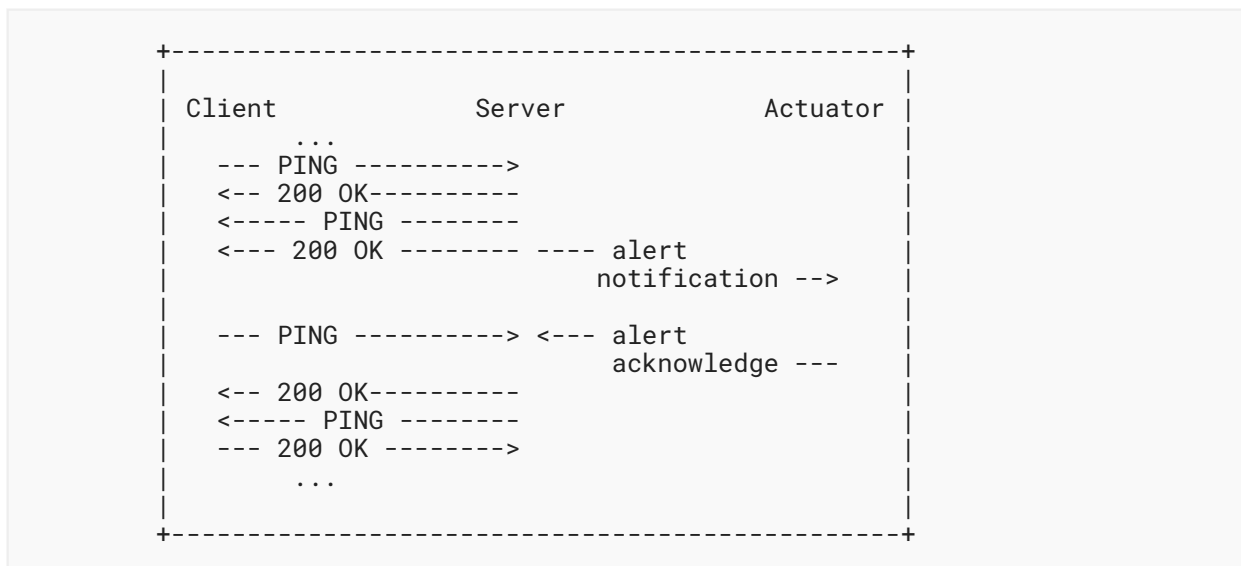 +------------------------------------------------+
|                                                |
| Client             Server             Actuator |
|        ...                                     |
|   --- PING ---------->                         |
|   <-- 200 OK----------                         |
|   <----- PING --------                         |
|   <--- 200 OK -------- ---- alert              |
|                            notification -->    |
|                                                |
|   --- PING ----------> <--- alert              |
|                             acknowledge ---    |
|   <-- 200 OK----------                         |
|   <----- PING --------                         |
|   --- 200 OK -------->                         |
|        ...                                     |
|                                                |
+------------------------------------------------+